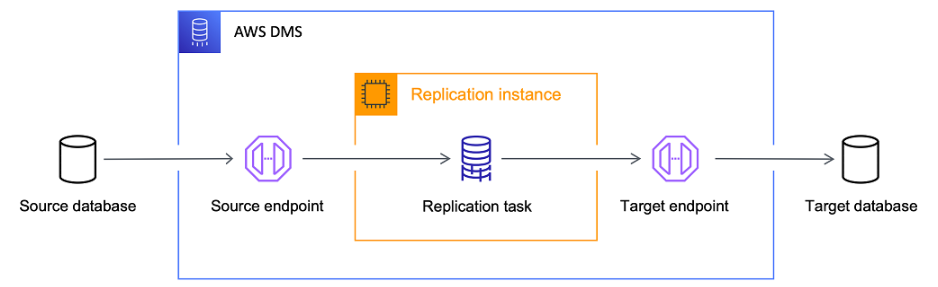 AWS DMS
Replication instance
Source database
Source endpoint
Replication task
Target endpoint
Target database